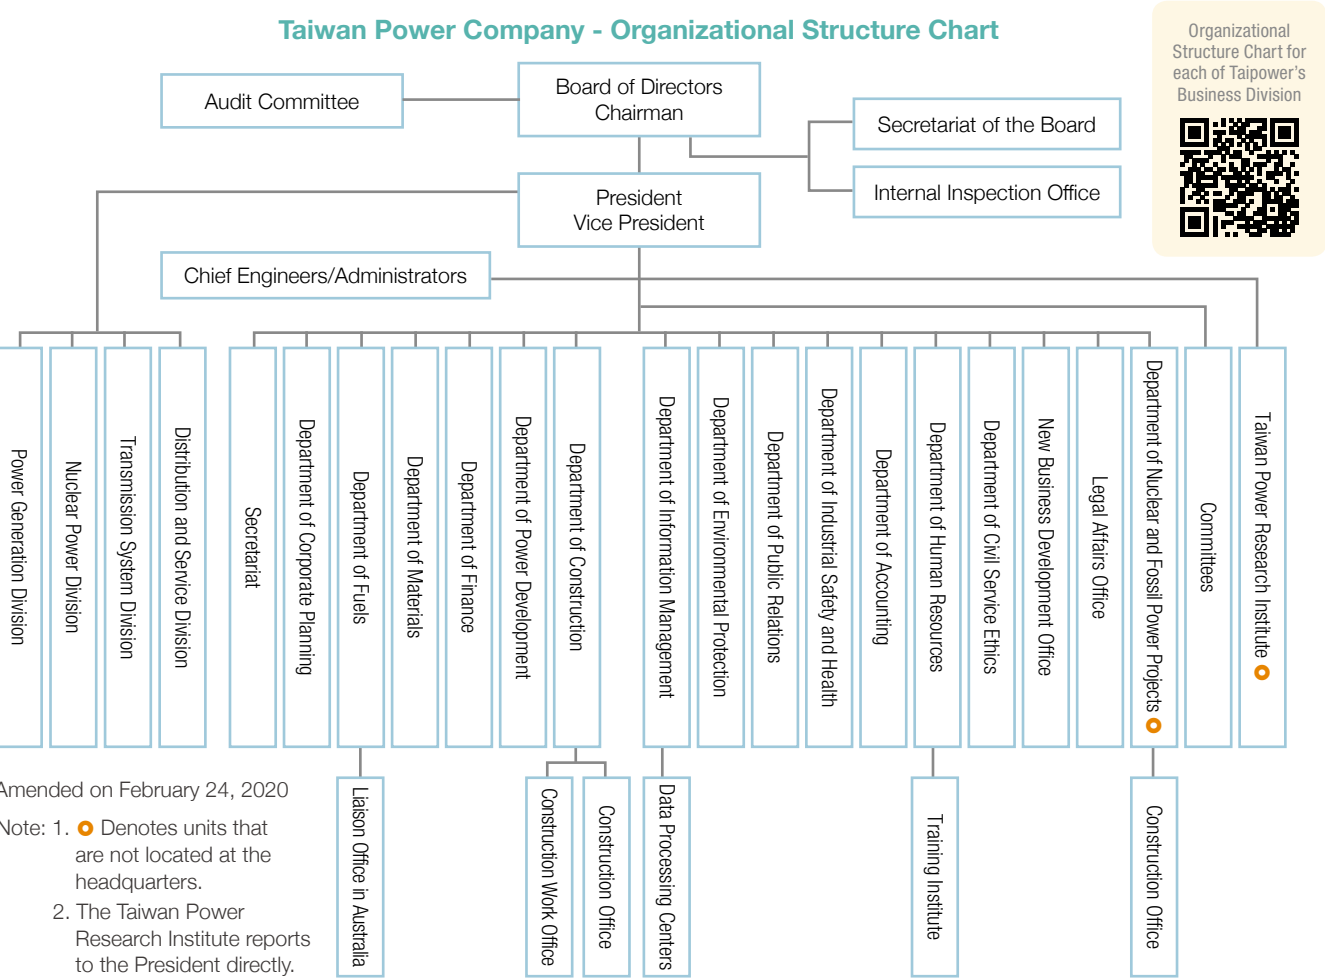 Taiwan Power Company - Organizational Structure Chart
Organizational
Structure Chart for
each of Taipower's
Business Division
Audit Committee
Board of Directors
Chairman
Secretariat of the Board
Internal Inspection Office
President
Vice President
Chief Engineers/Administrators
Power Generation Division
Nuclear Power Division
Transmission System Division
Distribution and Service Division
Secretariat
Department of Corporate Planning
Department of Fuels
Department of Materials
Department of Finance
Department of Power Development
Department of Construction
Department of Information Management
Department of Environmental Protection
Department of Public Relations
Department of Industrial Safety and Health
Department of Accounting
Department of Human Resources
Department of Civil Service Ethics
New Business Development Office
Legal Affairs Office
Department of Nuclear and Fossil Power Projects
Committees
Taiwan Power Research Institute
Liaison Office in Australia
Construction Work Office
Construction Office
Data Processing Centers
Training Institute
Construction Office
Amended on February 24, 2020
Note: 1. Denotes units that
are not located at the
headquarters.
2. The Taiwan Power
Research Institute reports
to the President directly.